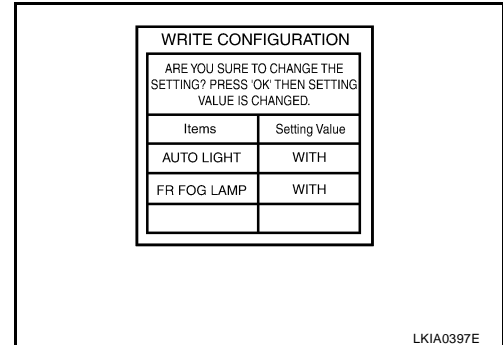 WRITE CONFIGURATION
ARE YOU SURE TO CHANGE THE
SETTING? PRESS 'OK' THEN SETTING
VALUE IS CHANGED.
Items Setting Value
AUTO LIGHT WITH
FR FOG LAMP WITH
LKIA0397E